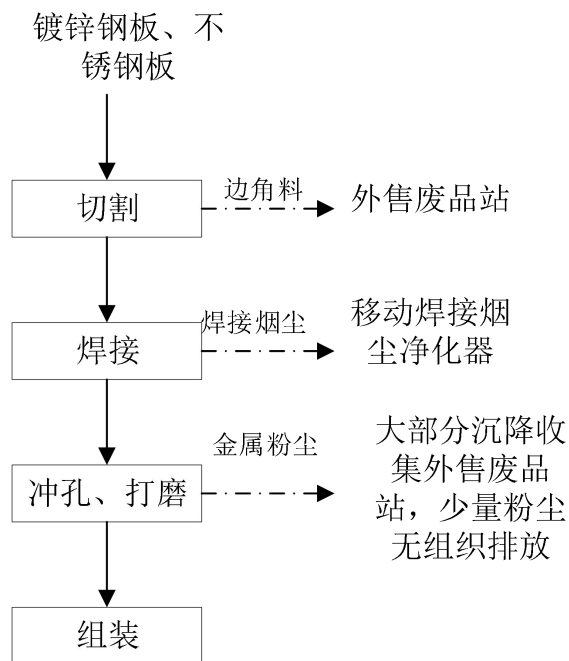 镀锌钢板、不
锈钢板
切割
边角料
外售废品站
焊接
焊接烟尘
移动焊接烟
尘净化器
冲孔、打磨
金属粉尘
大部分沉降收
集外售废品
站，少量粉尘
无组织排放
组装